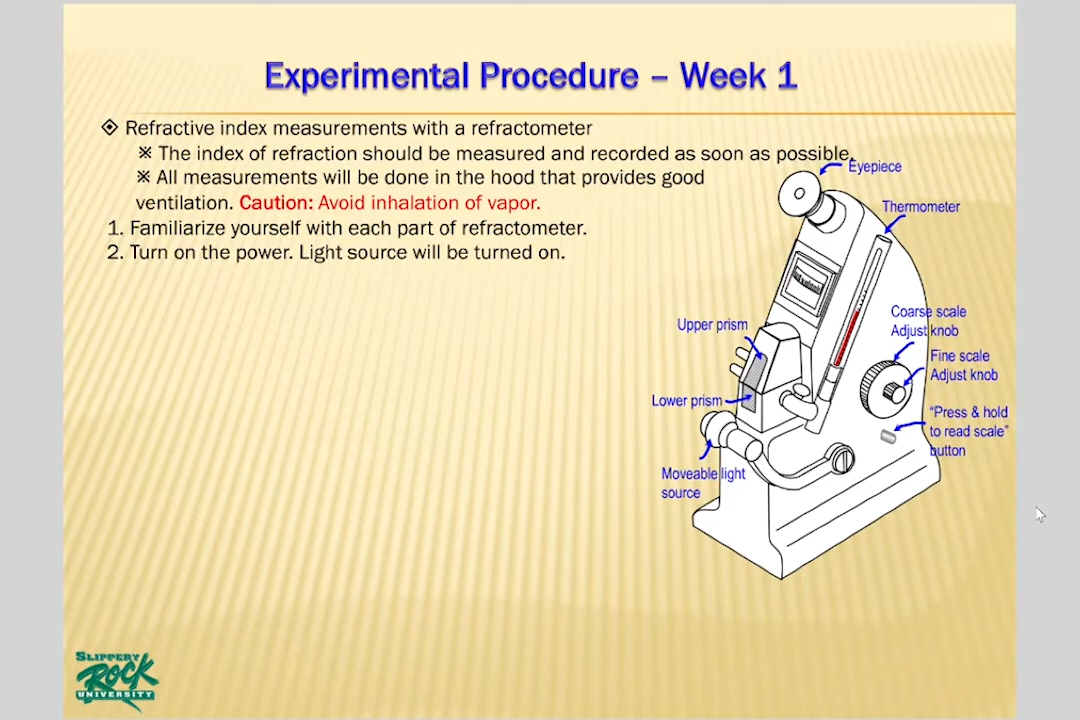 Experimental Procedure – Week 1
Refractive index measurements with a refractometer
※ The index of refraction should be measured and recorded as soon as possible.
※ All measurements will be done in the hood that provides good
ventilation. Caution: Avoid inhalation of vapor.
1. Familiarize yourself with each part of refractometer.
2. Turn on the power. Light source will be turned on.
Eyepiece
Thermometer
Coarse scale
Adjust knob
Upper prism
Fine scale
Adjust knob
Lower prism
“Press & hold
to read scale”
button
Moveable light
source
SLIPPERY
ROCK
UNIVERSITY